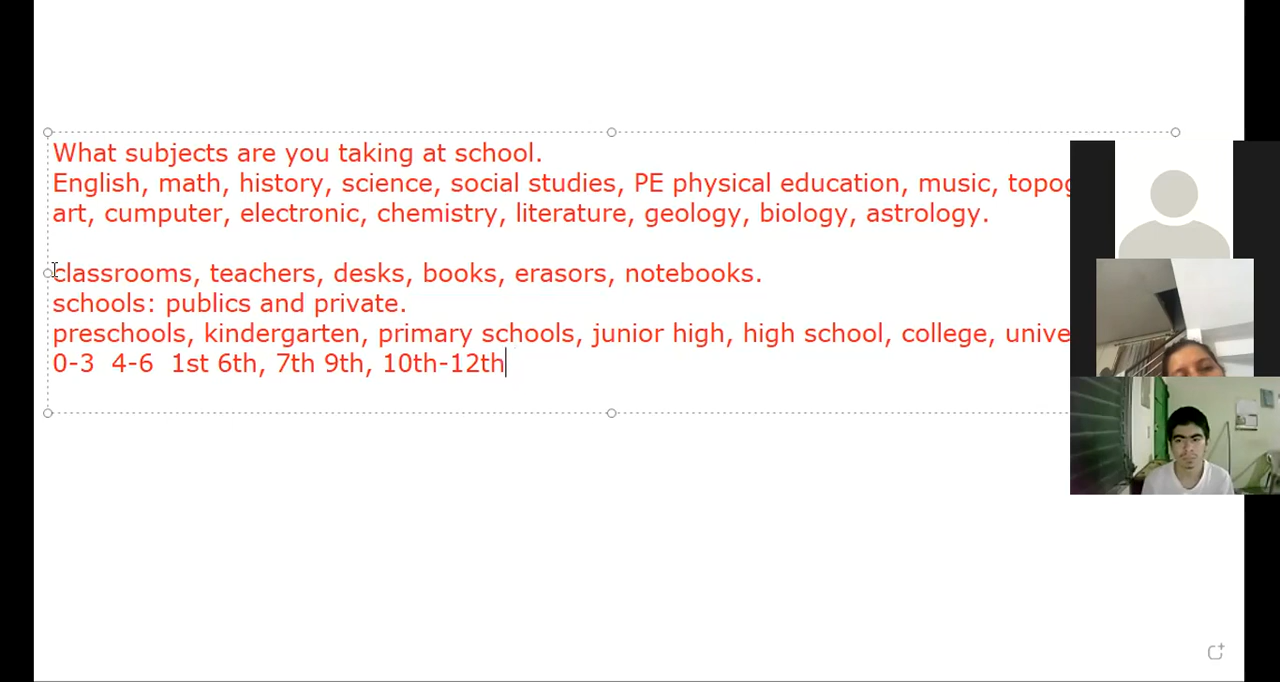 What subjects are you taking at school.
English, math, history, science, social studies, PE physical education, music,
art, cumputer, electronic, chemistry, literature, geology, biology, astrology.
classrooms, teachers, desks, books, erasors, notebooks.
schools: publics and private.
preschools, kindergarten, primary schools, junior high, high school, college,
0-3 4-6 1st 6th, 7th 9th, 10th-12th